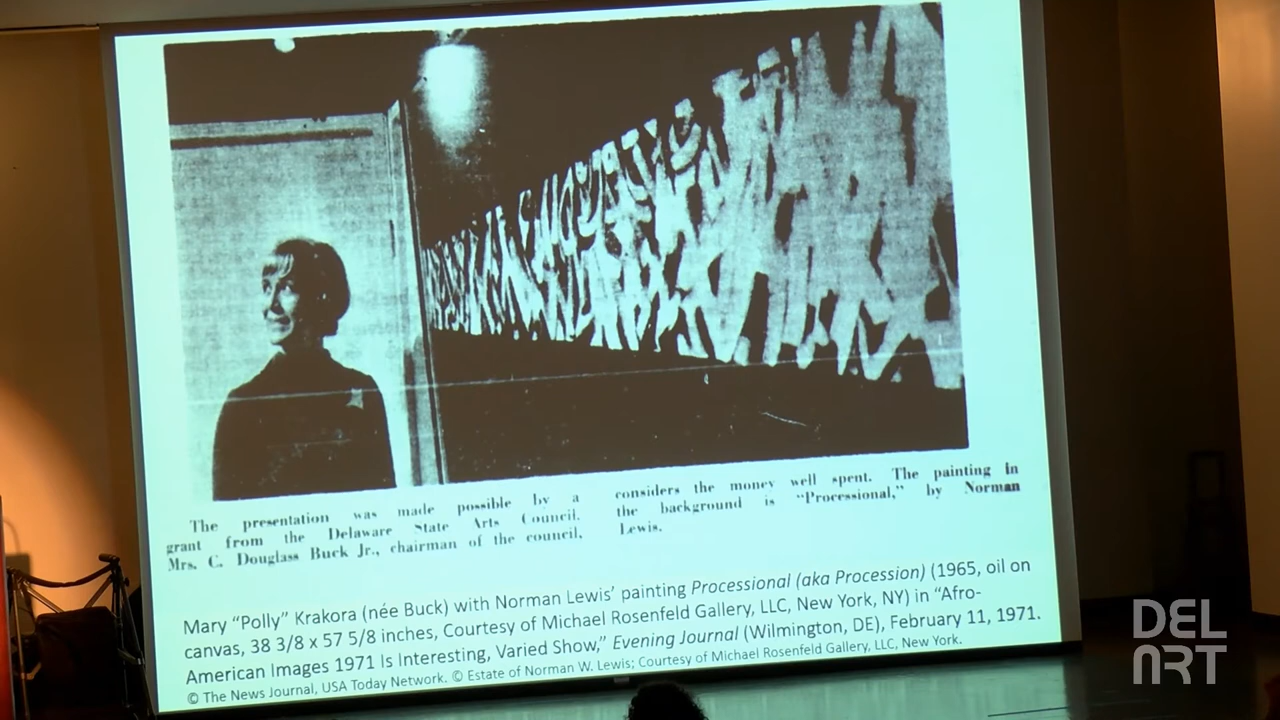 The presentation was made possible by a
grant from the Delaware State Arts Council.
Mrs. C. Douglass Buck Jr., chairman of the council,
considers the money well spent. The painting in
the background is “Processional,” by Norman
Lewis.
Mary “Polly” Krakora (née Buck) with Norman Lewis’ painting Processional (aka Procession) (1965, oil on
canvas, 38 3/8 x 57 5/8 inches, Courtesy of Michael Rosenfeld Gallery, LLC, New York, NY) in “Afro-
American Images 1971 Is Interesting, Varied Show,” Evening Journal (Wilmington, DE), February 11, 1971.
© The News Journal, USA Today Network. © Estate of Norman W. Lewis; Courtesy of Michael Rosenfeld Gallery, LLC, New York.
DEL
ART